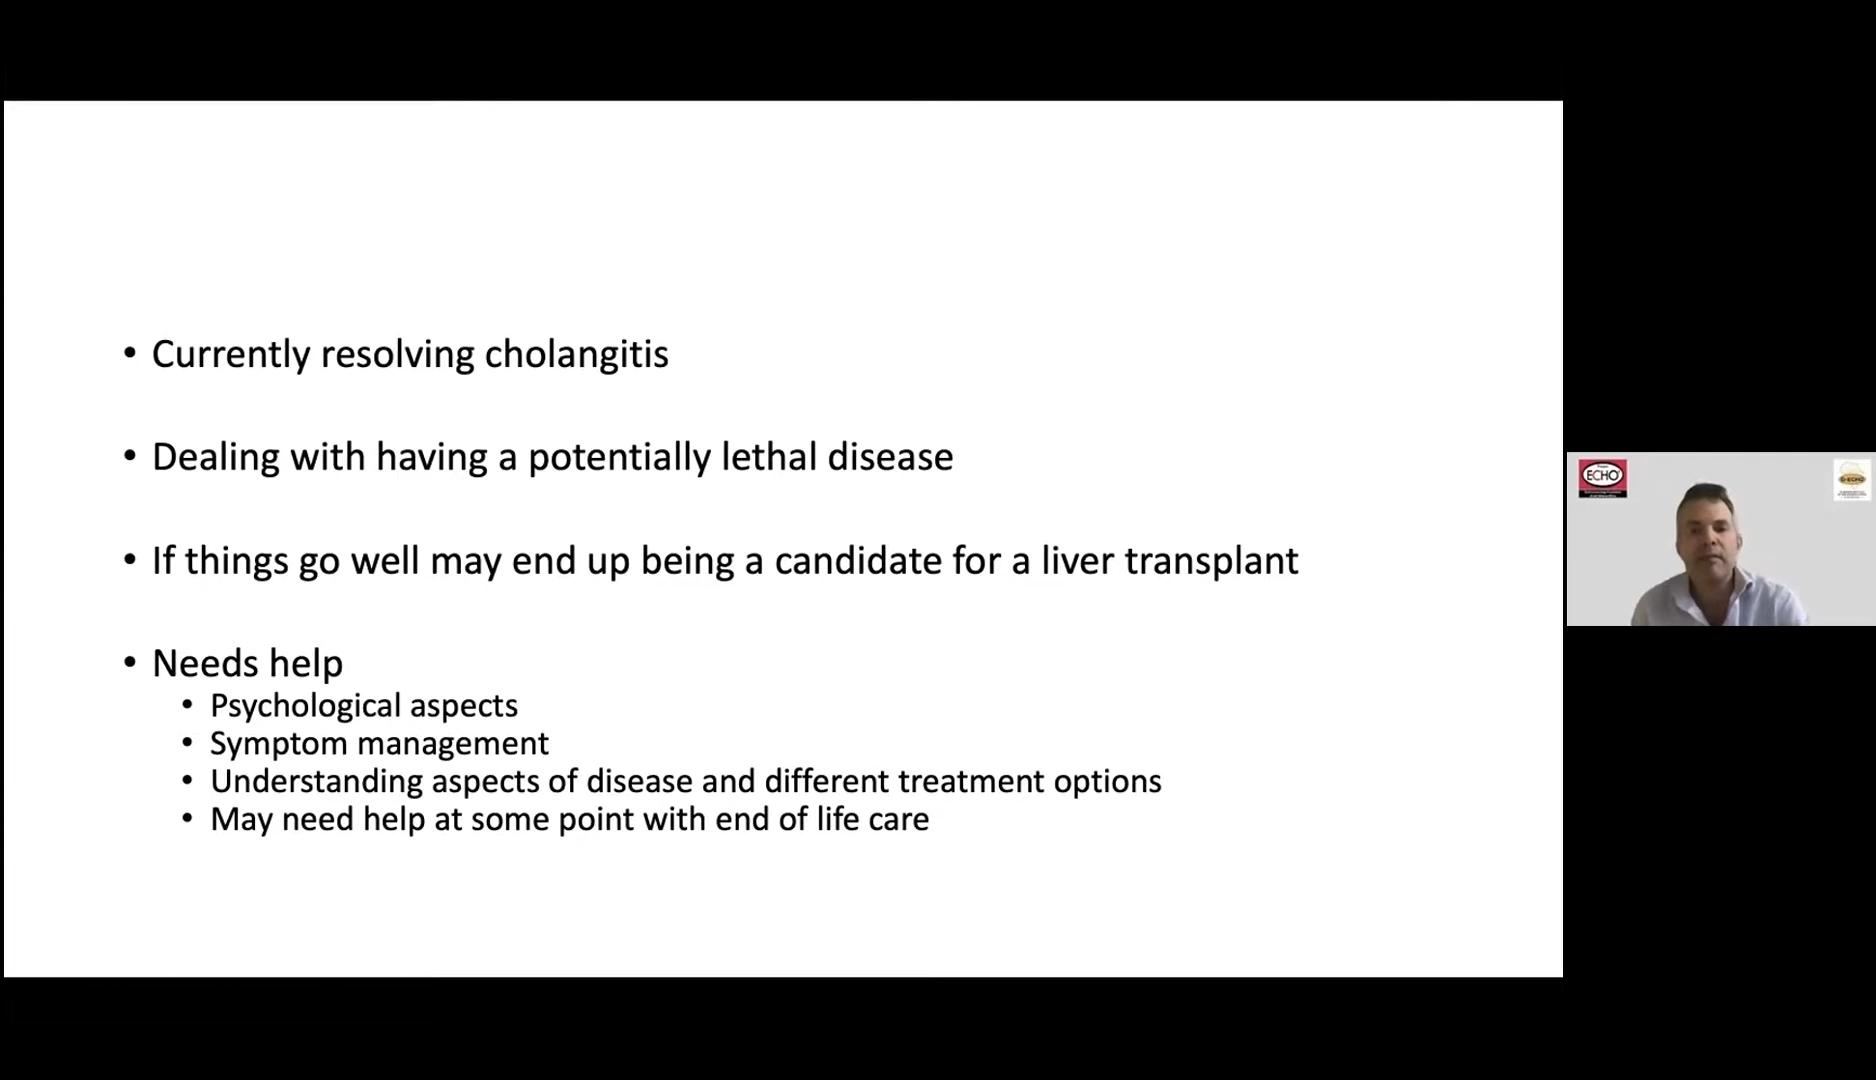 • Currently resolving cholangitis
• Dealing with having a potentially lethal disease
• If things go well may end up being a candidate for a liver transplant
• Needs help
• Psychological aspects
• Symptom management
• Understanding aspects of disease and different treatment options
• May need help at some point with end of life care
ECHO